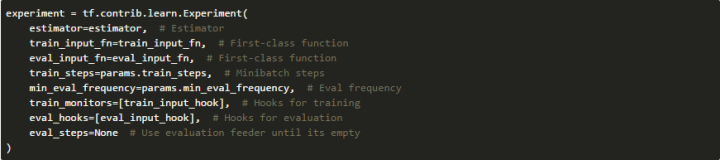 experiment = tf.contrib.learn.Experiment(
    estimator=estimator,  # Estimator
    train_input_fn=train_input_fn,  # First-class function
    eval_input_fn=eval_input_fn,  # First-class function
    train_steps=params.train_steps,  # Minibatch steps
    min_eval_frequency=params.min_eval_frequency,  # Eval frequency
    train_monitors=[train_input_hook],  # Hooks for training
    eval_hooks=[eval_input_hook],  # Hooks for evaluation
    eval_steps=None  # Use evaluation feeder until its empty
)